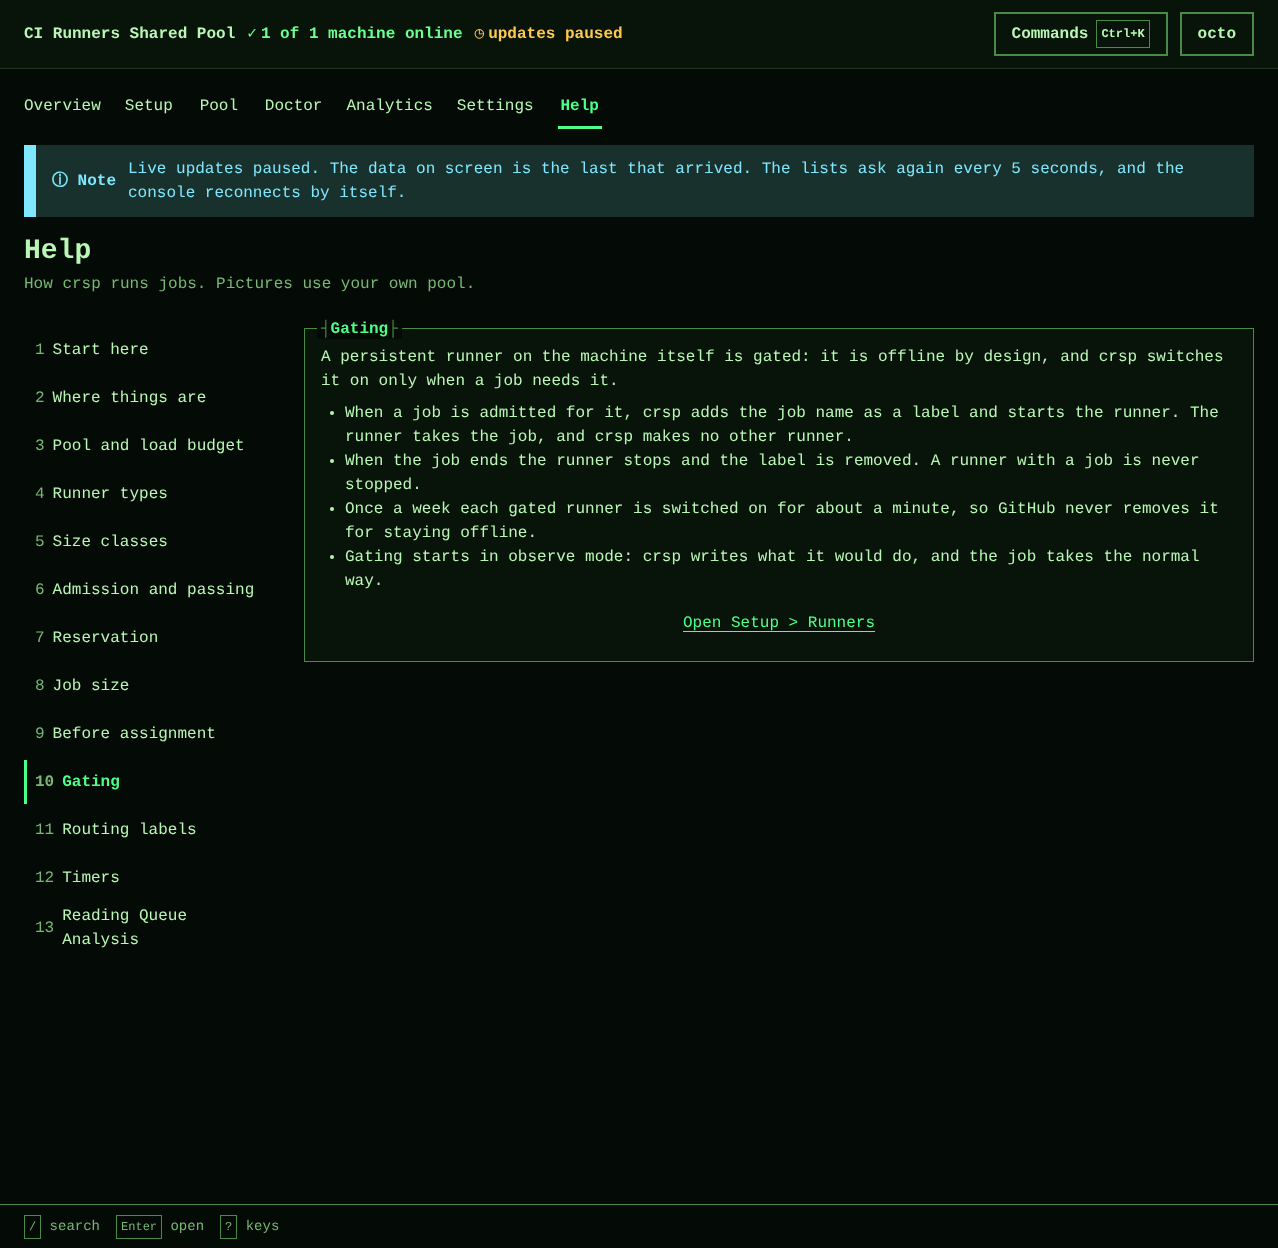 CI Runners Shared Pool ✓ 1 of 1 machine online ◷ updates paused
Commands Ctrl+K
octo
Overview Setup Pool Doctor Analytics Settings Help
ⓘ Note
Live updates paused. The data on screen is the last that arrived. The lists ask again every 5 seconds, and the
console reconnects by itself.
Help
How crsp runs jobs. Pictures use your own pool.
1 Start here
2 Where things are
3 Pool and load budget
4 Runner types
5 Size classes
6 Admission and passing
7 Reservation
8 Job size
9 Before assignment
10 Gating
11 Routing labels
12 Timers
13 Reading Queue
Analysis
┤Gating├
A persistent runner on the machine itself is gated: it is offline by design, and crsp switches
it on only when a job needs it.
• When a job is admitted for it, crsp adds the job name as a label and starts the runner. The
runner takes the job, and crsp makes no other runner.
• When the job ends the runner stops and the label is removed. A runner with a job is never
stopped.
• Once a week each gated runner is switched on for about a minute, so GitHub never removes it
for staying offline.
• Gating starts in observe mode: crsp writes what it would do, and the job takes the normal
way.
Open Setup > Runners
/ search Enter open ? keys